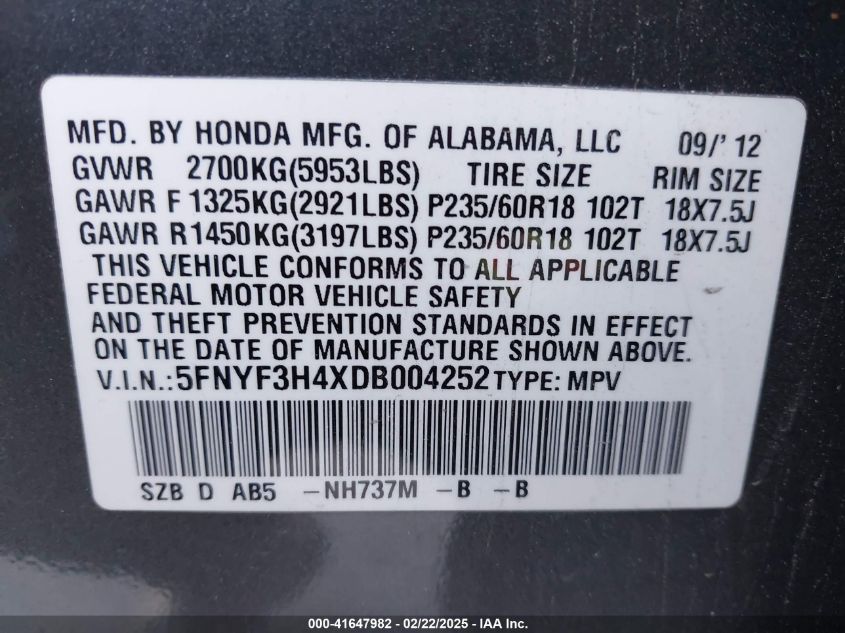 MFD. BY HONDA MFG. OF ALABAMA, LLC 09/'12
GVWR 2700KG(5953LBS) TIRE SIZE RIM SIZE
GAWR F 1325KG(2921LBS) P235/60R18 102T 18X7.5J
GAWR R1450KG(3197LBS) P235/60R18 102T 18X7.5J
THIS VEHICLE CONFORMS TO ALL APPLICABLE
FEDERAL MOTOR VEHICLE SAFETY
AND THEFT PREVENTION STANDARDS IN EFFECT
ON THE DATE OF MANUFACTURE SHOWN ABOVE.
V.I.N.:5FNYF3H4XDB004252 TYPE: MPV
SZB D AB5 -NH737M -B -B
000-41647982 - 02/22/2025 - IAA Inc.